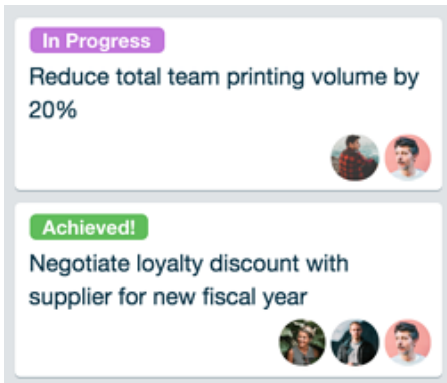 In Progress
Reduce total team printing volume by
20%
Achieved!
Negotiate loyalty discount with
supplier for new fiscal year